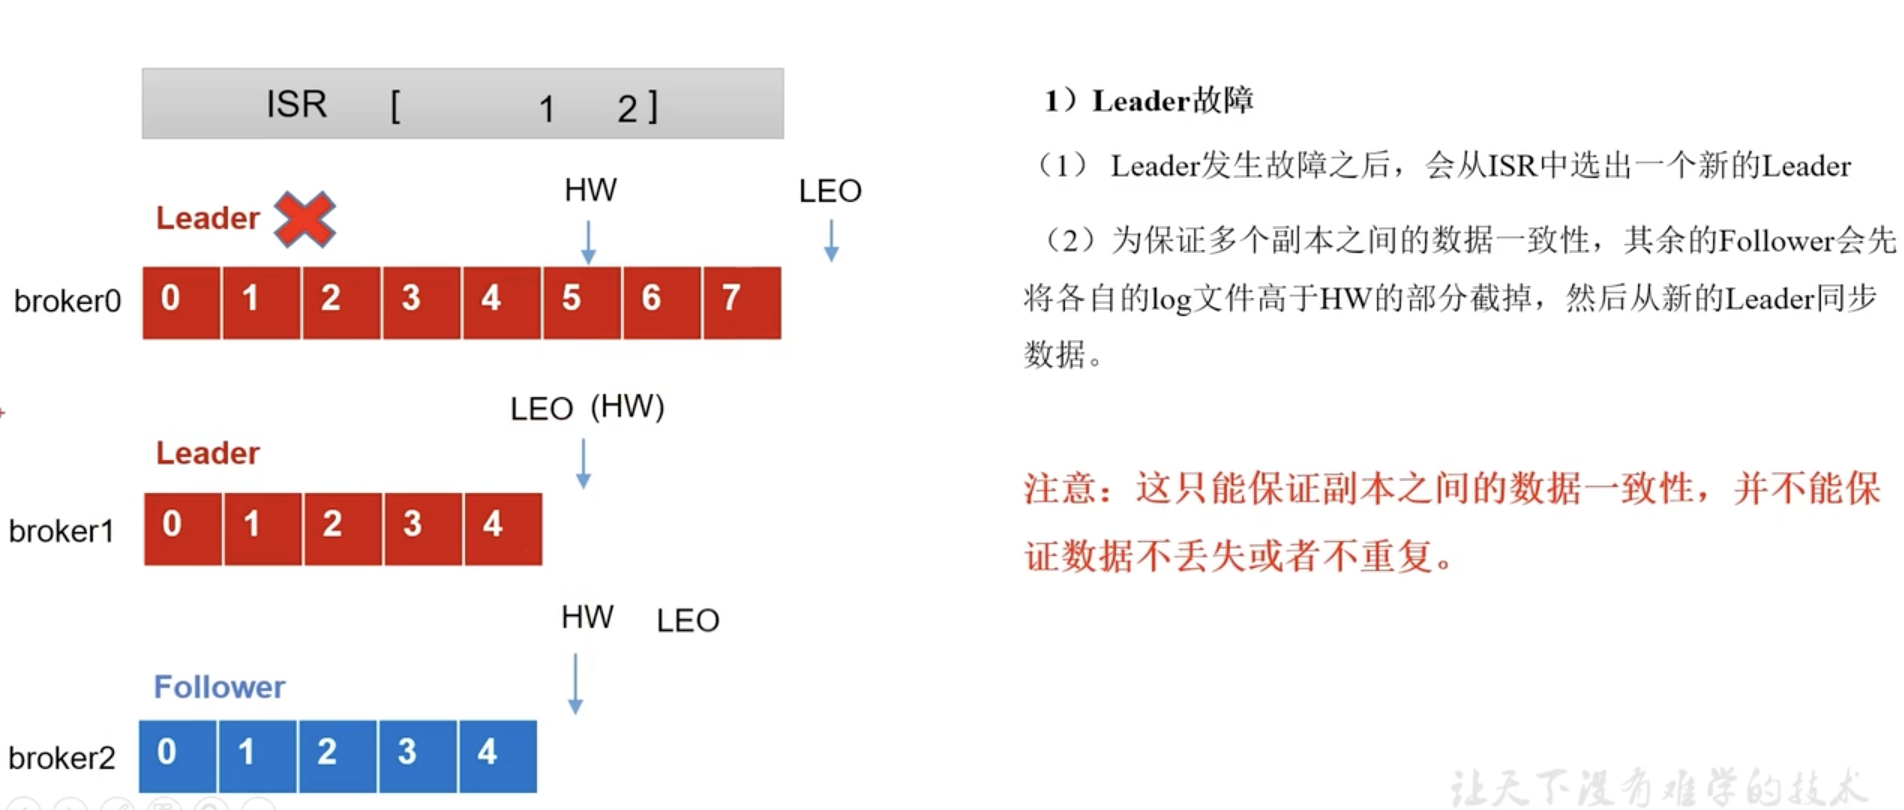 ISR [ 1 2 ]
HW LEO
Leader
broker0 0 1 2 3 4 5 6 7
LEO (HW)
Leader
broker1 0 1 2 3 4
HW LEO
Follower
broker2 0 1 2 3 4
1）Leader故障
（1） Leader发生故障之后，会从ISR中选出一个新的Leader
（2）为保证多个副本之间的数据一致性，其余的Follower会先
将各自的log文件高于HW的部分截掉，然后从新的Leader同步
数据。
注意：这只能保证副本之间的数据一致性，并不能保
证数据不丢失或者不重复。
让天下没有难学的技术